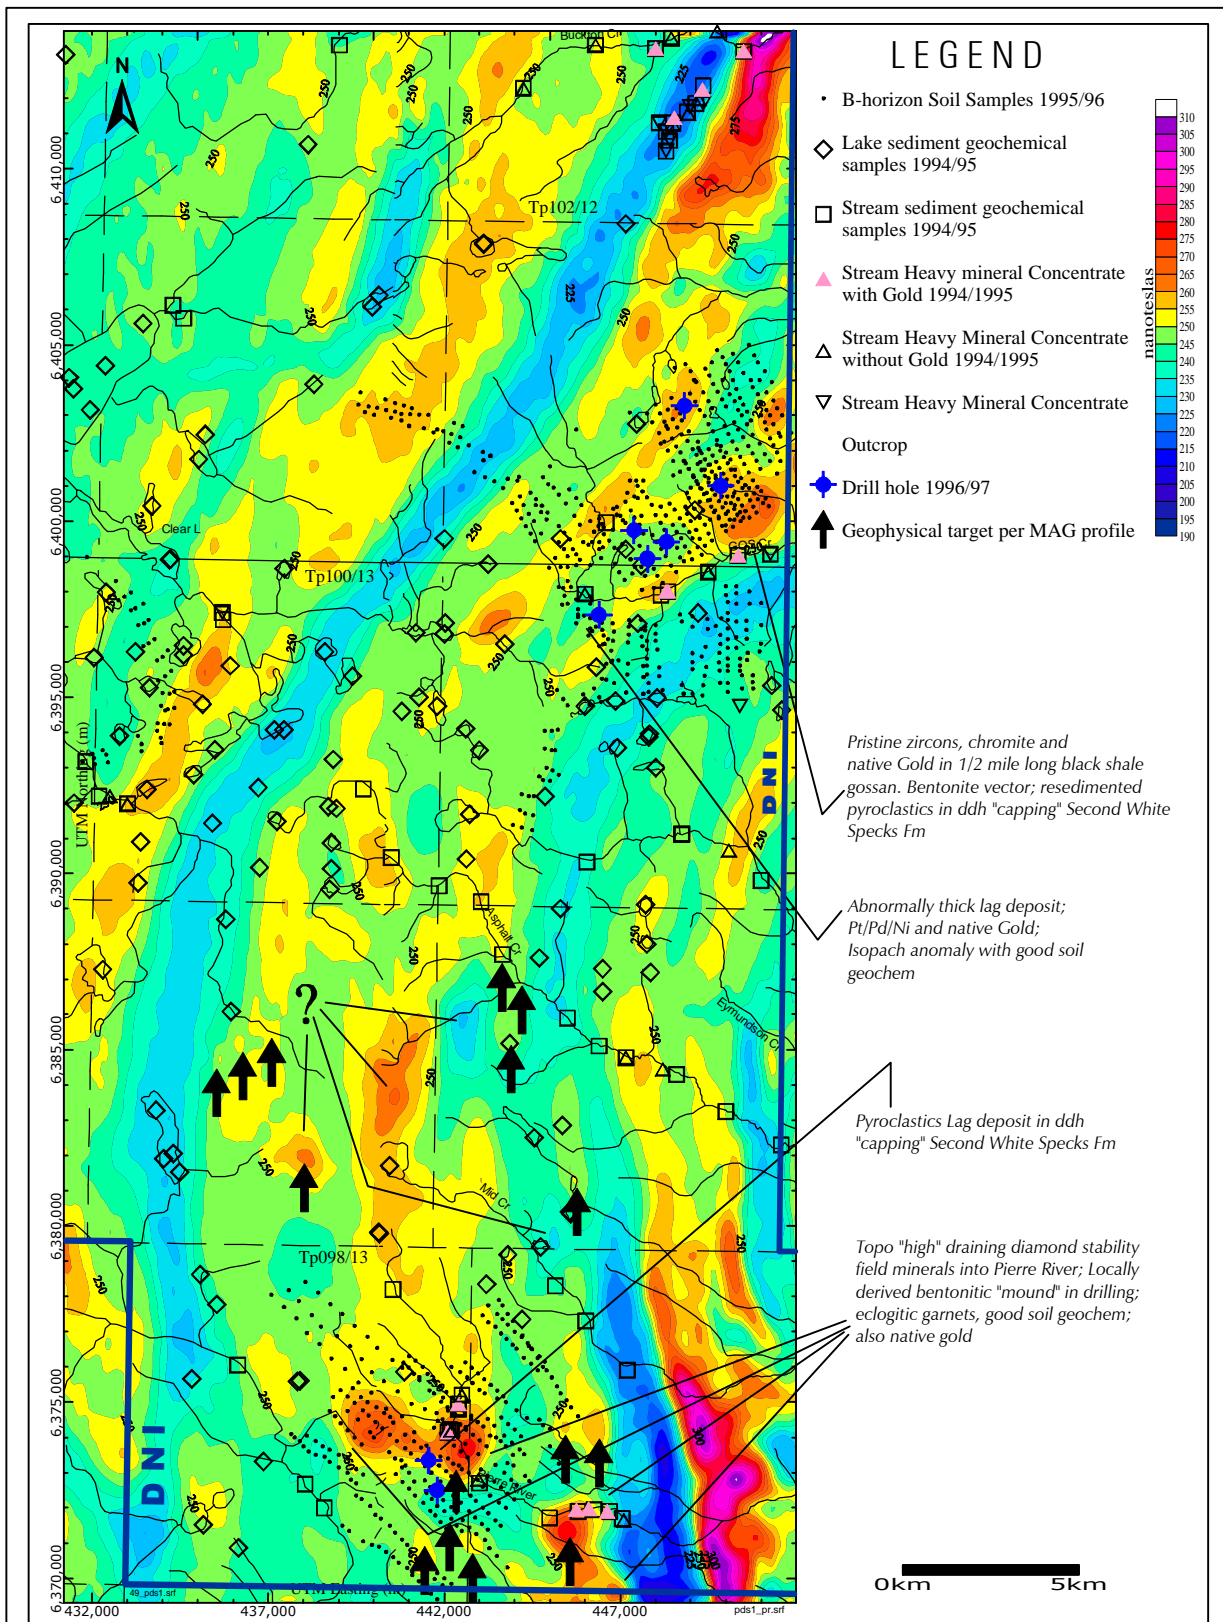 LEGEND
B-horizon Soil Samples 1995/96
Lake sediment geochemical
samples 1994/95
Stream sediment geochemical
samples 1994/95
Stream Heavy mineral Concentrate
with Gold 1994/1995
Stream Heavy Mineral Concentrate
without Gold 1994/1995
Stream Heavy Mineral Concentrate
Outcrop
Drill hole 1996/97
Geophysical target per MAG profile
nanoteslas
310
305
300
295
290
285
280
275
270
265
260
255
250
245
240
235
230
225
220
215
210
205
200
195
190
Pristine zircons, chromite and
native Gold in 1/2 mile long black shale
gossan. Bentonite vector; resedimented
pyroclastics in ddh "capping" Second White
Specks Fm
Abnormally thick lag deposit;
Pt/Pd/Ni and native Gold;
Isopach anomaly with good soil
geochem
Pyroclastics Lag deposit in ddh
"capping" Second White Specks Fm
Topo "high" draining diamond stability
field minerals into Pierre River; Locally
derived bentonitic "mound" in drilling;
eclogitic garnets, good soil geochem;
also native gold
0km 5km
N
Buckton Cr
Tp102/12
Clear L
Tp100/13
GOS Cr
Asphalt Cr
Eymundson Cr
?
Mid Cr
Tp098/13
Pierre River
DNI
DNI
6,410,000
6,405,000
6,400,000
6,395,000
6,390,000
6,385,000
6,380,000
6,375,000
6,370,000
UTM Northing (m)
UTM Easting (m)
49_pds1.srf
pds1_pr.srf
432,000
437,000
442,000
447,000
250
225
275
300